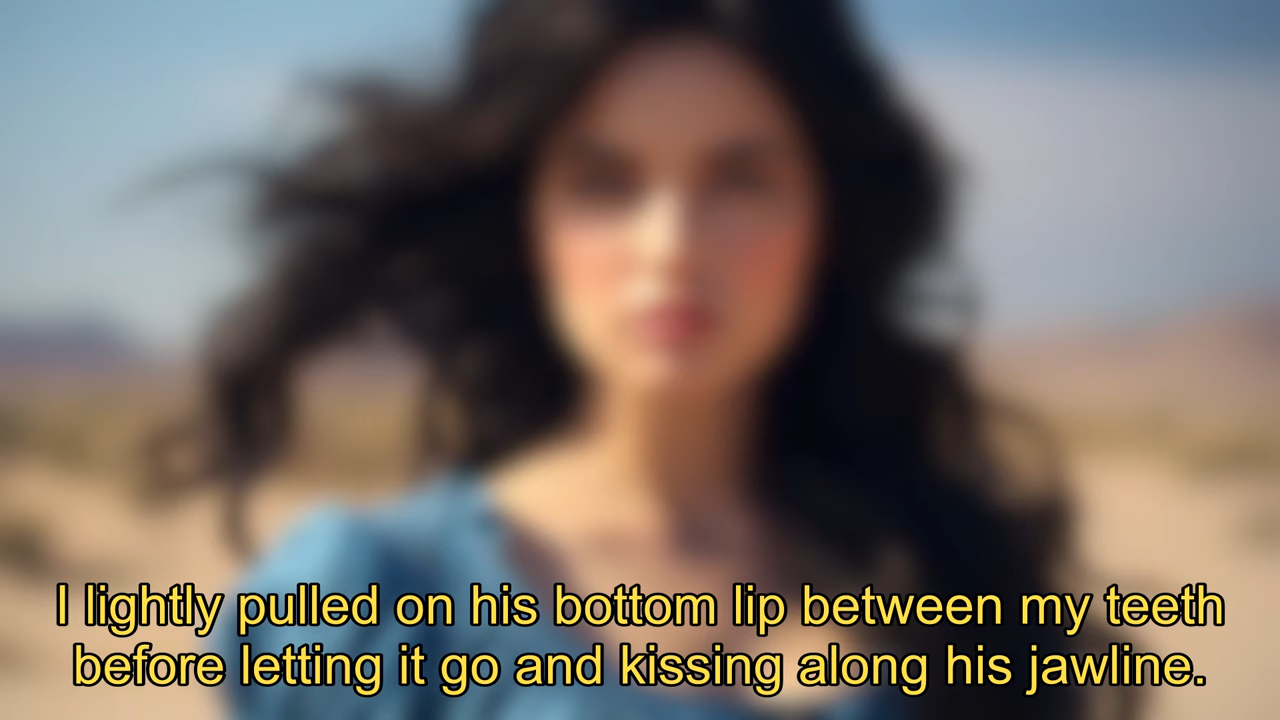 I lightly pulled on his bottom lip between my teeth
before letting it go and kissing along his jawline.